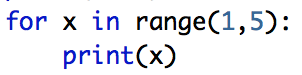 for x in range(1,5):
    print(x)